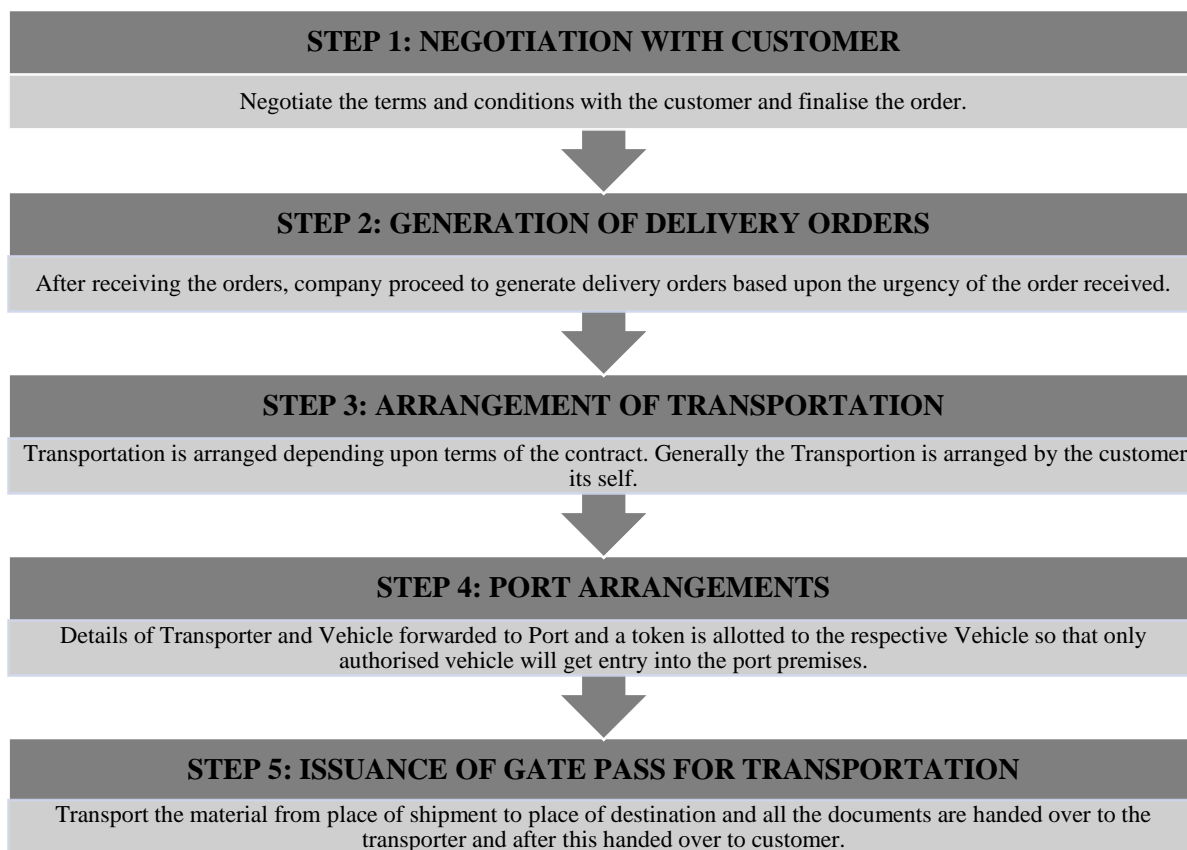 STEP 1: NEGOTIATION WITH CUSTOMER
Negotiate the terms and conditions with the customer and finalise the order.
STEP 2: GENERATION OF DELIVERY ORDERS
After receiving the orders, company proceed to generate delivery orders based upon the urgency of the order received.
STEP 3: ARRANGEMENT OF TRANSPORTATION
Transportation is arranged depending upon terms of the contract. Generally the Transportion is arranged by the customer
its self.
STEP 4: PORT ARRANGEMENTS
Details of Transporter and Vehicle forwarded to Port and a token is allotted to the respective Vehicle so that only
authorised vehicle will get entry into the port premises.
STEP 5: ISSUANCE OF GATE PASS FOR TRANSPORTATION
Transport the material from place of shipment to place of destination and all the documents are handed over to the
transporter and after this handed over to customer.